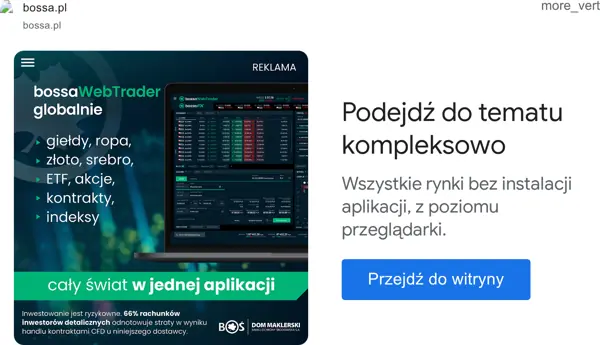 bossa.pl
more_vert
bossa.pl
REKLAMA
bossaWebTrader
globalnie
giełdy, ropa,
złoto, srebro,
ETF, akcje,
kontrakty,
indeksy
cały świat w jednej aplikacji
Inwestowanie jest ryzykowne. 66% rachunków
inwestorów detalicznych odnotowuje straty w wyniku
handlu kontraktami CFD u niniejszego dostawcy.
BOS DOM MAKLERSKI
Podejdź do tematu
kompleksowo
Wszystkie rynki bez instalacji
aplikacji, z poziomu
przeglądarki.
Przejdź do witryny